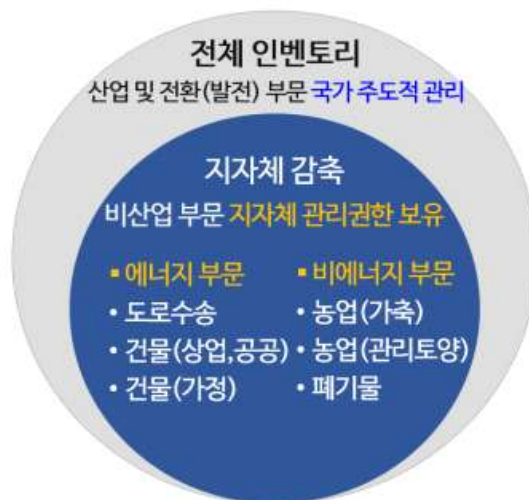 전체 인벤토리
산업 및 전환(발전) 부문 국가 주도적 관리
지자체 감축
비산업 부문 지자체 관리권한 보유
▪ 에너지 부문
• 도로수송
• 건물(상업,공공)
• 건물(가정)
▪ 비에너지 부문
• 농업(가축)
• 농업(관리토양)
• 폐기물